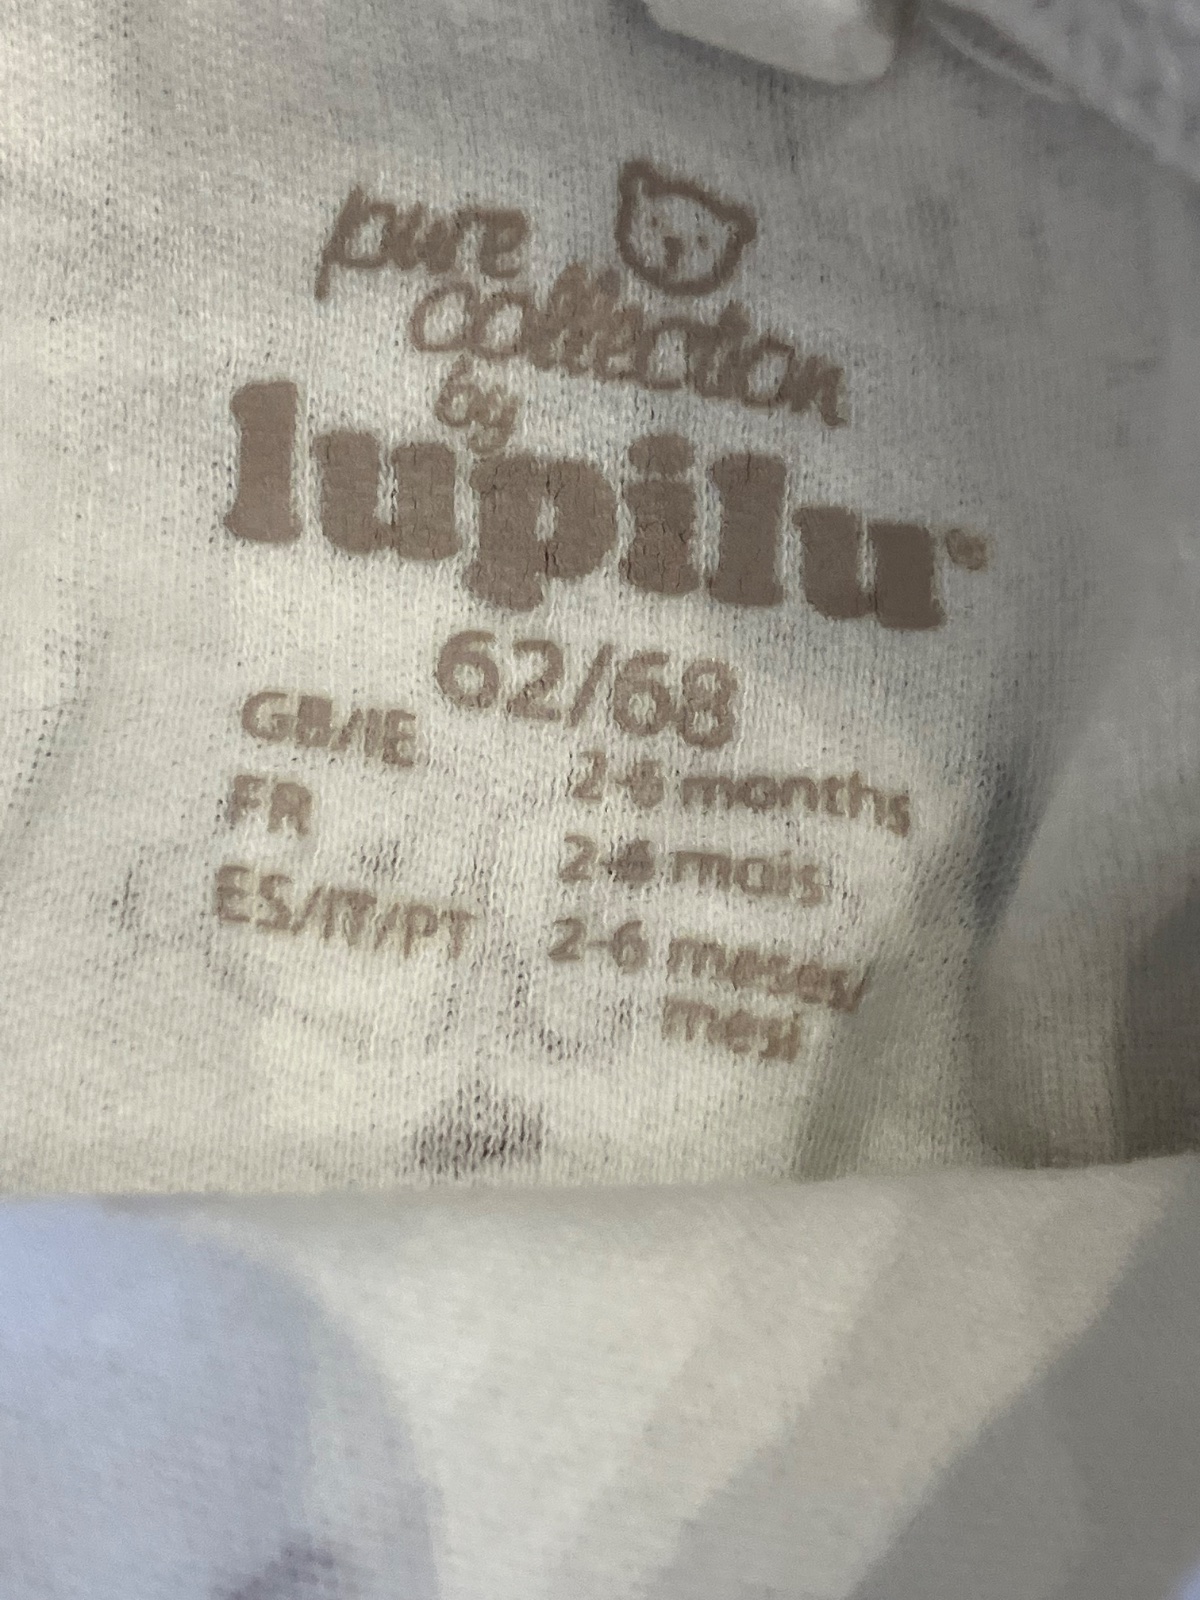 pure
collection
by
lupilu®
62/68
GB/IE 2-6 months
FR 2-6 mois
ES/IT/PT 2-6 meses/
mesi